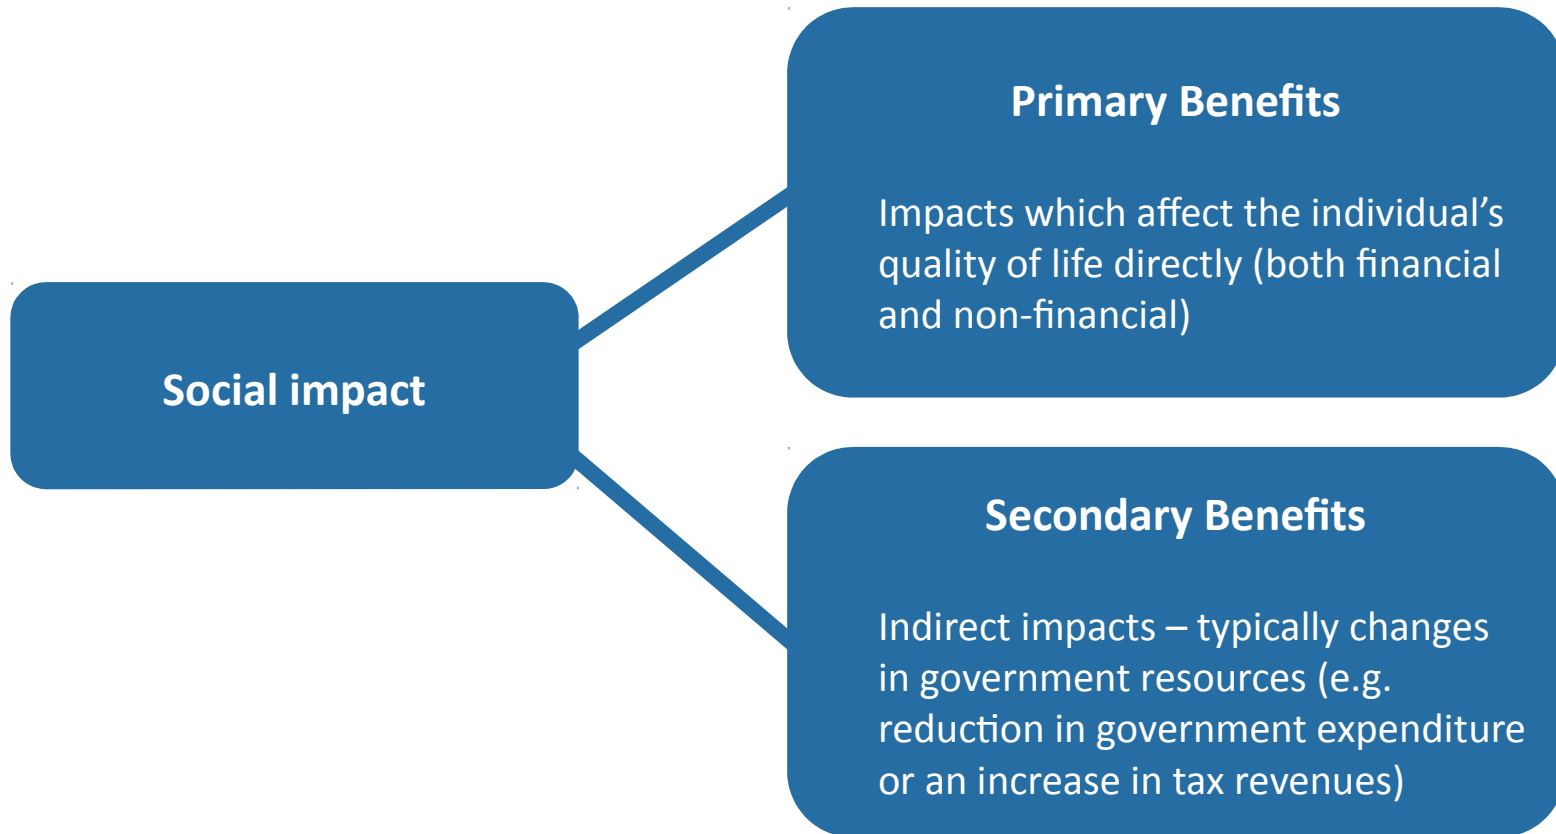 Primary Benefits
Impacts which affect the individual’s
quality of life directly (both financial
and non-financial)
Social impact
Secondary Benefits
Indirect impacts – typically changes
in government resources (e.g.
reduction in government expenditure
or an increase in tax revenues)